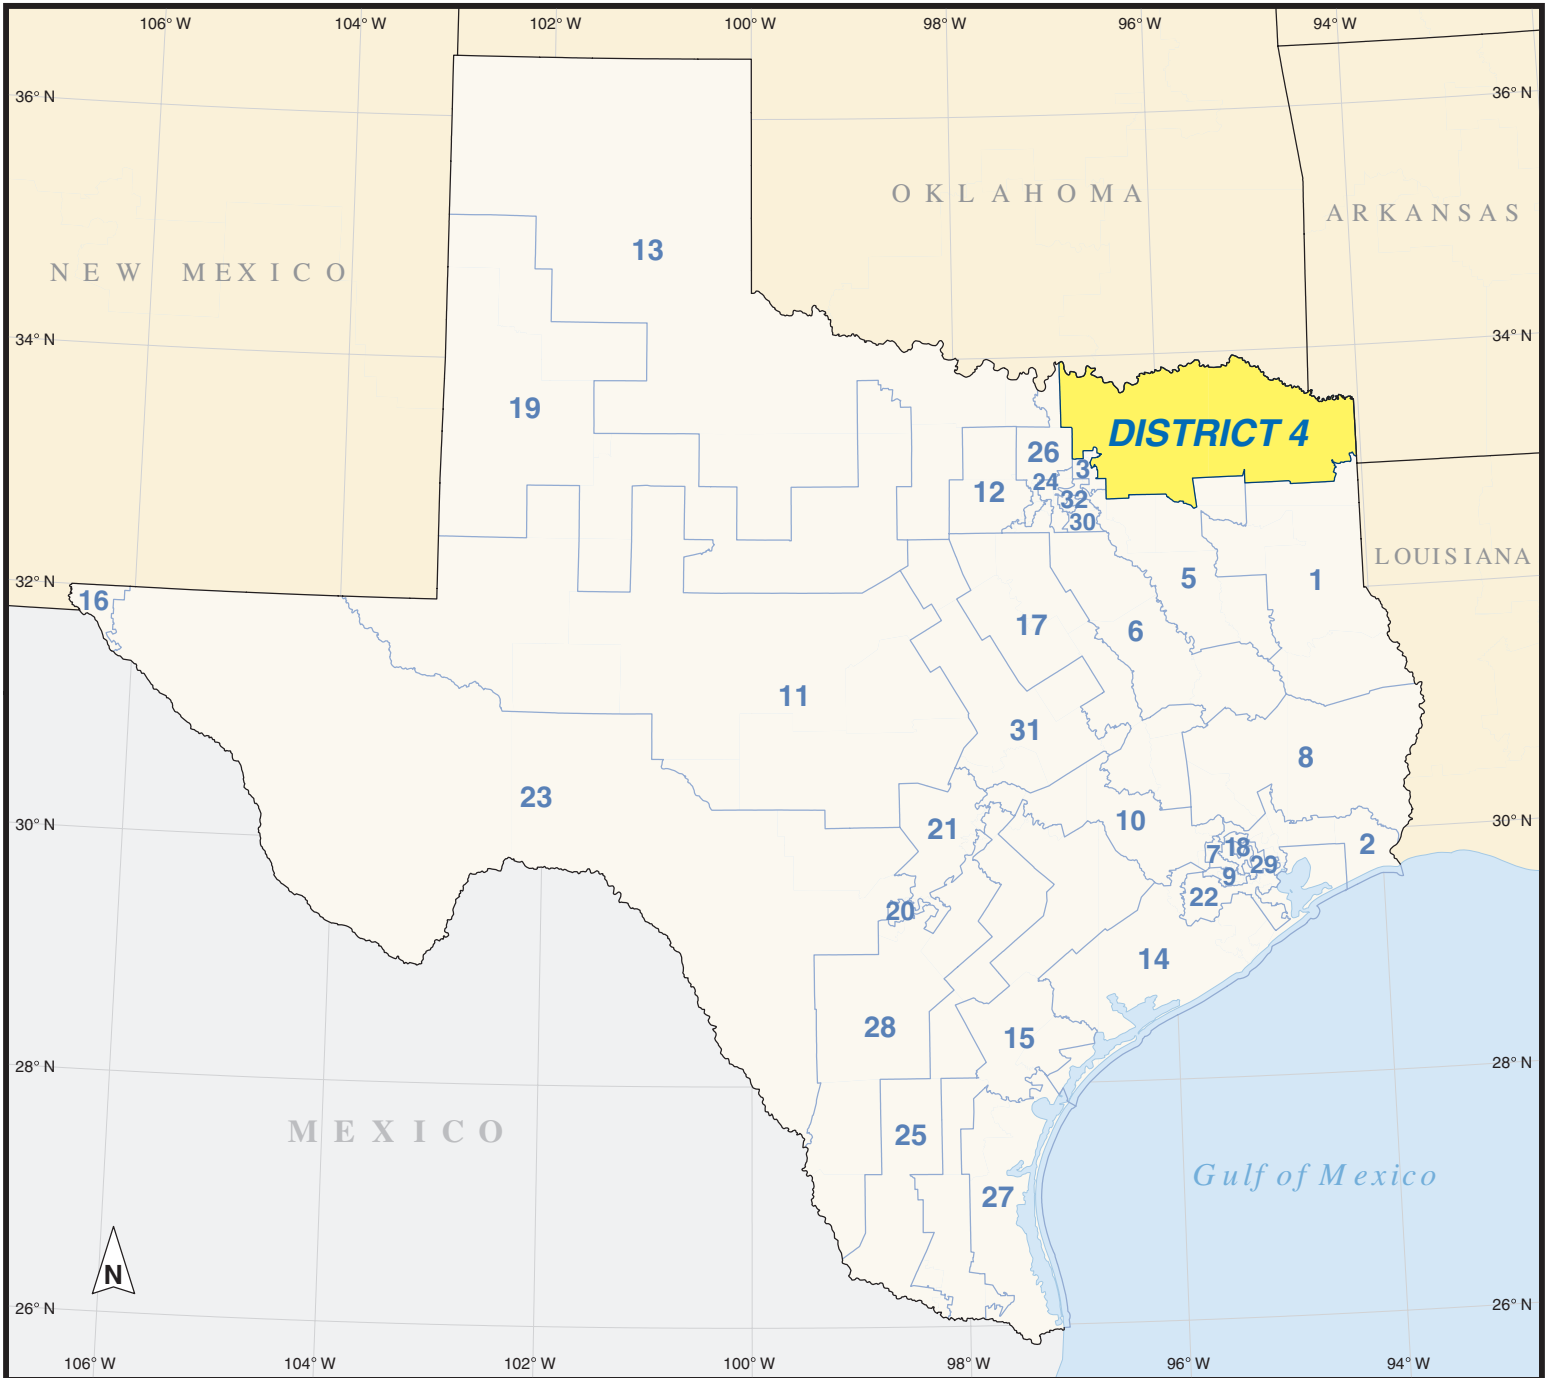 106° W 104° W 102° W 100° W 98° W 96° W 94° W
36° N 36° N
OKLAHOMA
ARKANSAS
13
NEW MEXICO
34° N 34° N
19
DISTRICT 4
26
3
24
12
32
30
LOUISIANA
32° N
5
1
16
17
6
11
31
8
23
30° N 30° N
10
21
2
18
7
29
9
22
20
14
28
15
28° N 28° N
MEXICO
25
Gulf of Mexico
27
N
26° N 26° N
106° W 104° W 102° W 100° W 98° W 96° W 94° W